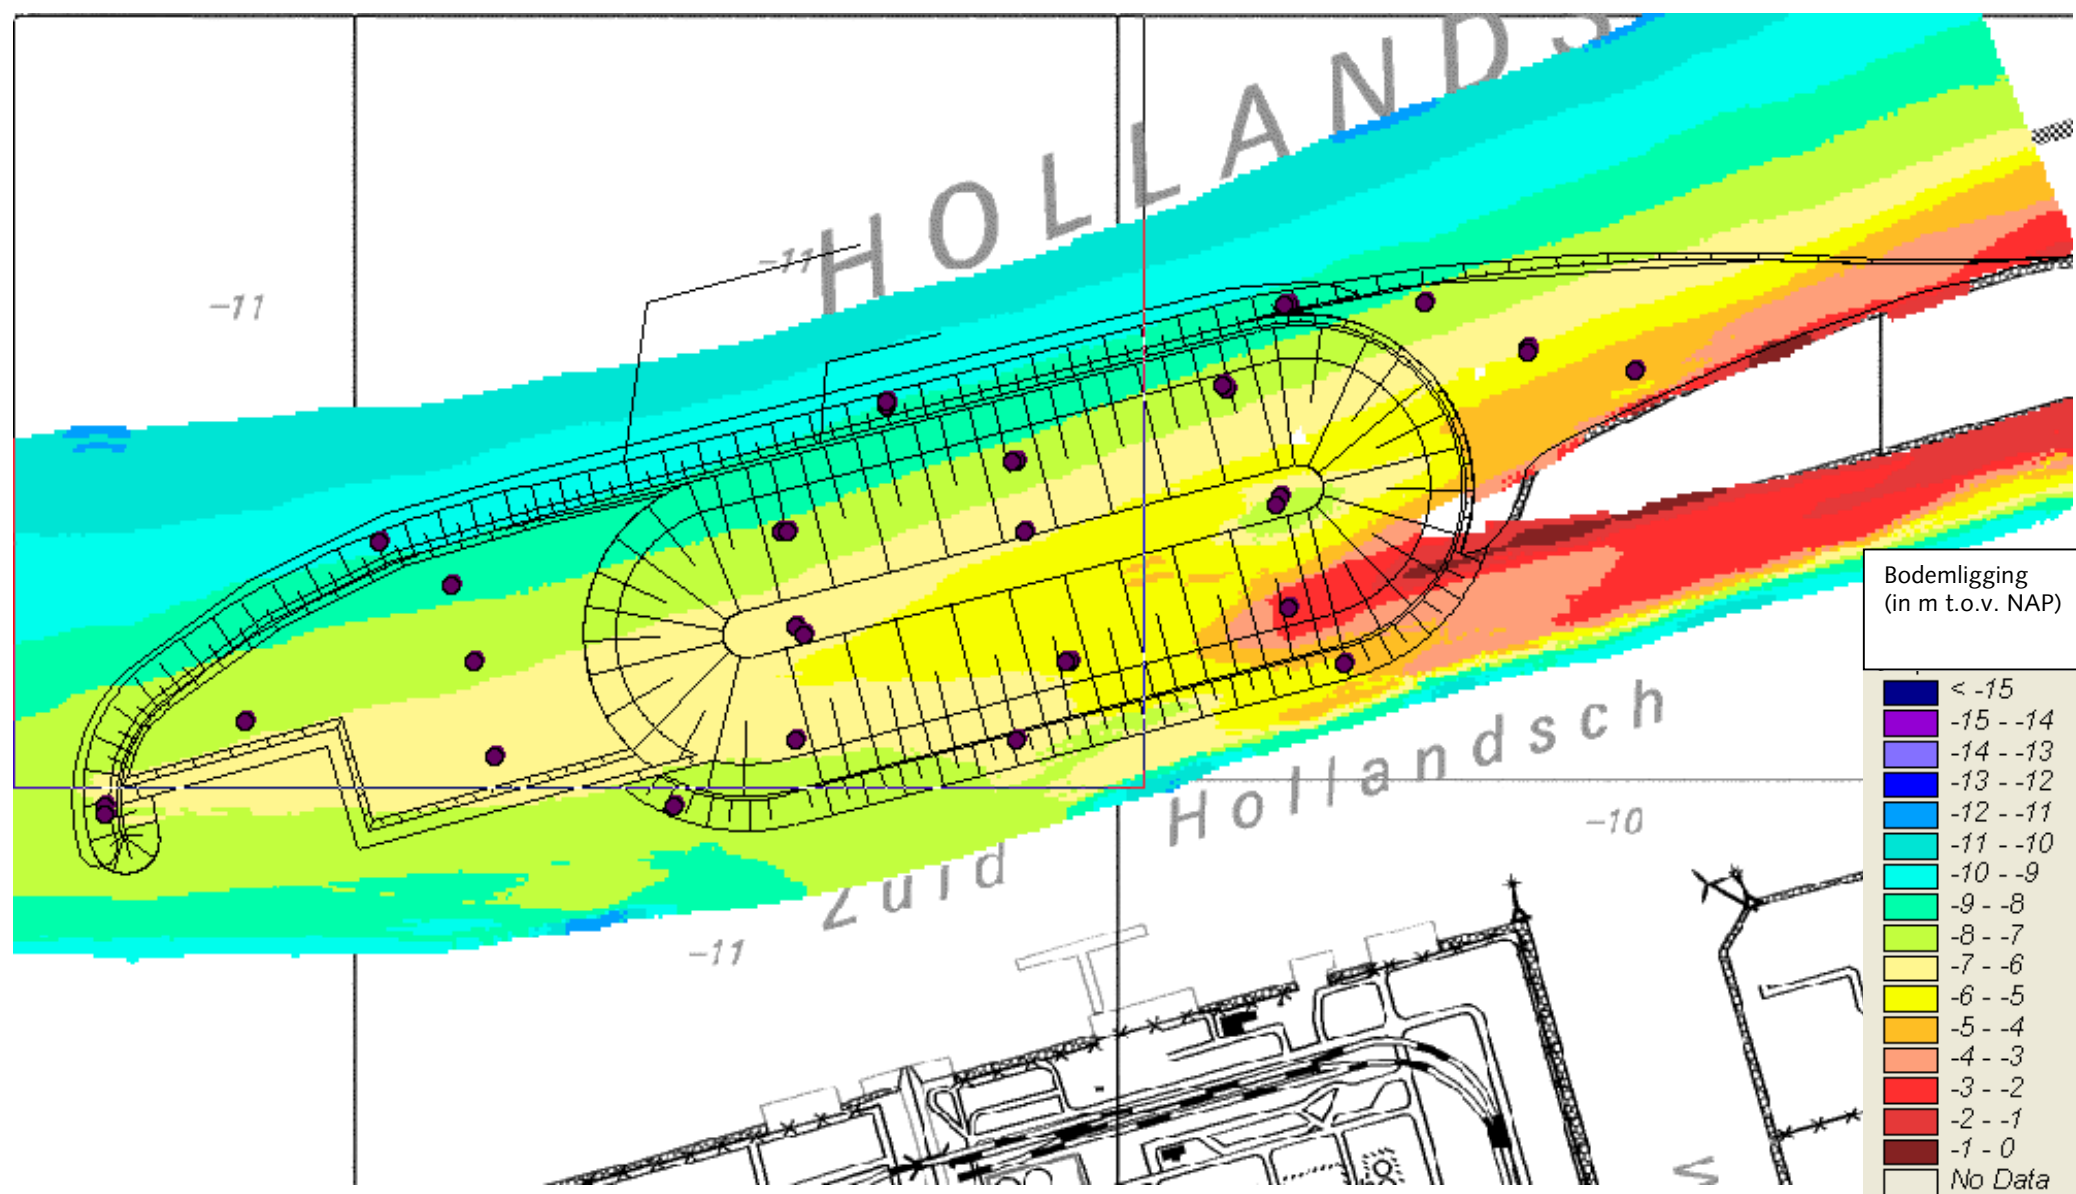 HOLLANDS
-11
-11
Hollandsch
Zuid
-10
-11
Bodemligging
(in m t.o.v. NAP)
< -15
-15 - -14
-14 - -13
-13 - -12
-12 - -11
-11 - -10
-10 - -9
-9 - -8
-8 - -7
-7 - -6
-6 - -5
-5 - -4
-4 - -3
-3 - -2
-2 - -1
-1 - 0
No Data